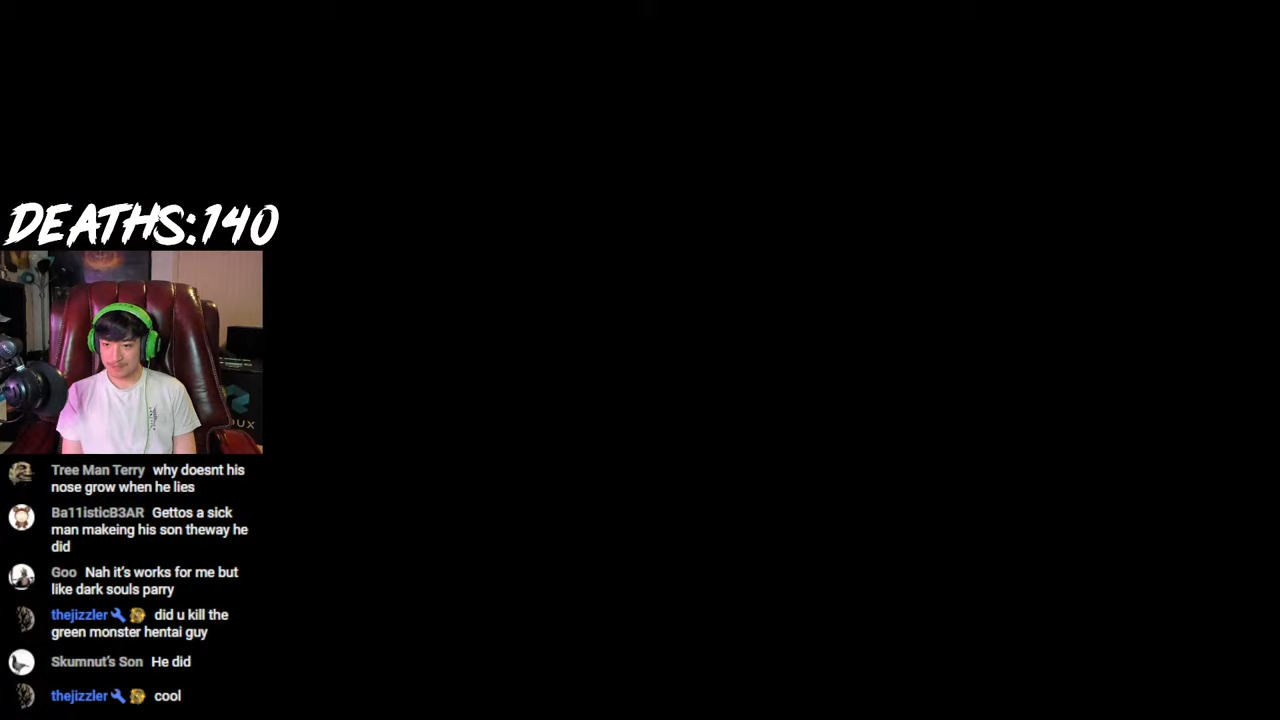 DEATHS:140
UX
Tree Man Terry why doesnt his
nose grow when he lies
Ba11isticB3AR Gettos a sick
man makeing his son theway he
did
Goo Nah it's works for me but
like dark souls parry
thejizzler did u kill the
green monster hentai guy
Skumnut's Son He did
thejizzler cool